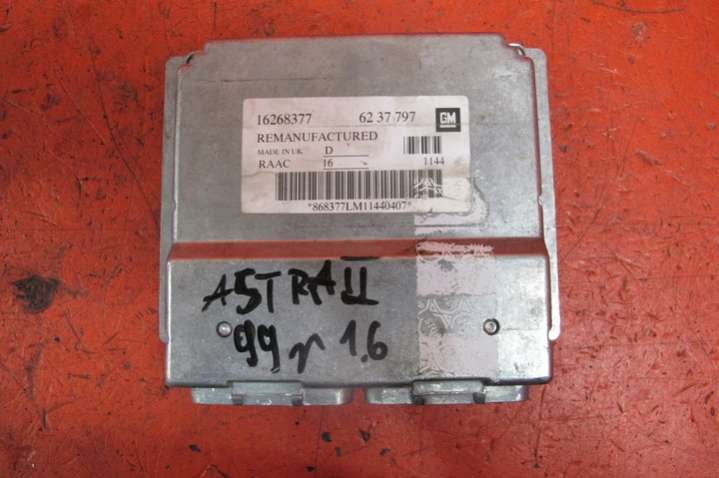 16268377 62 37 797 GM
REMANUFACTURED
MADE IN UK D
RAAC 16 1144
*868377LM11440407*
ASTRA II
99 r 1.6